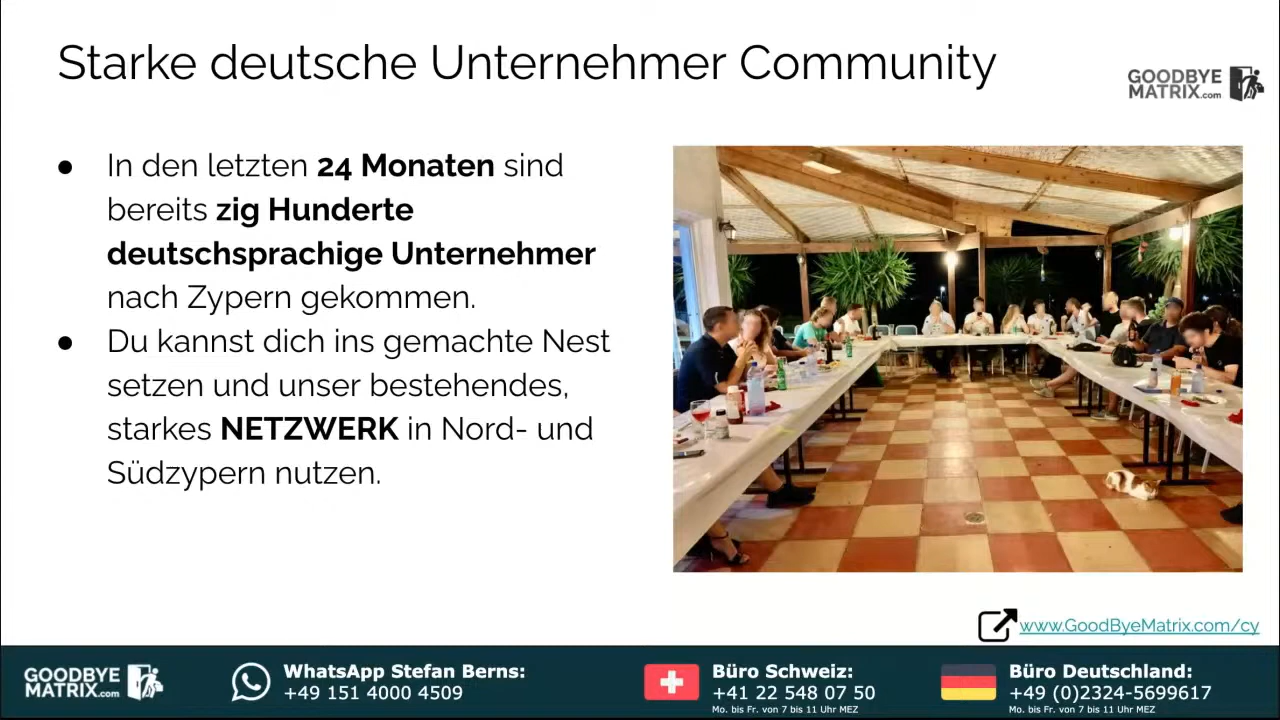 Starke deutsche Unternehmer Community
GOODBYE
MATRIX.com
● In den letzten 24 Monaten sind
bereits zig Hunderte
deutschsprachige Unternehmer
nach Zypern gekommen.
● Du kannst dich ins gemachte Nest
setzen und unser bestehendes,
starkes NETZWERK in Nord- und
Südzypern nutzen.
www.GoodByeMatrix.com/cy
GOODBYE
MATRIX.com
WhatsApp Stefan Berns:
+49 151 4000 4509
Büro Schweiz:
+41 22 548 07 50
Mo. bis Fr. von 7 bis 11 Uhr MEZ
Büro Deutschland:
+49 (0)2324-5699617
Mo. bis Fr. von 7 bis 11 Uhr MEZ